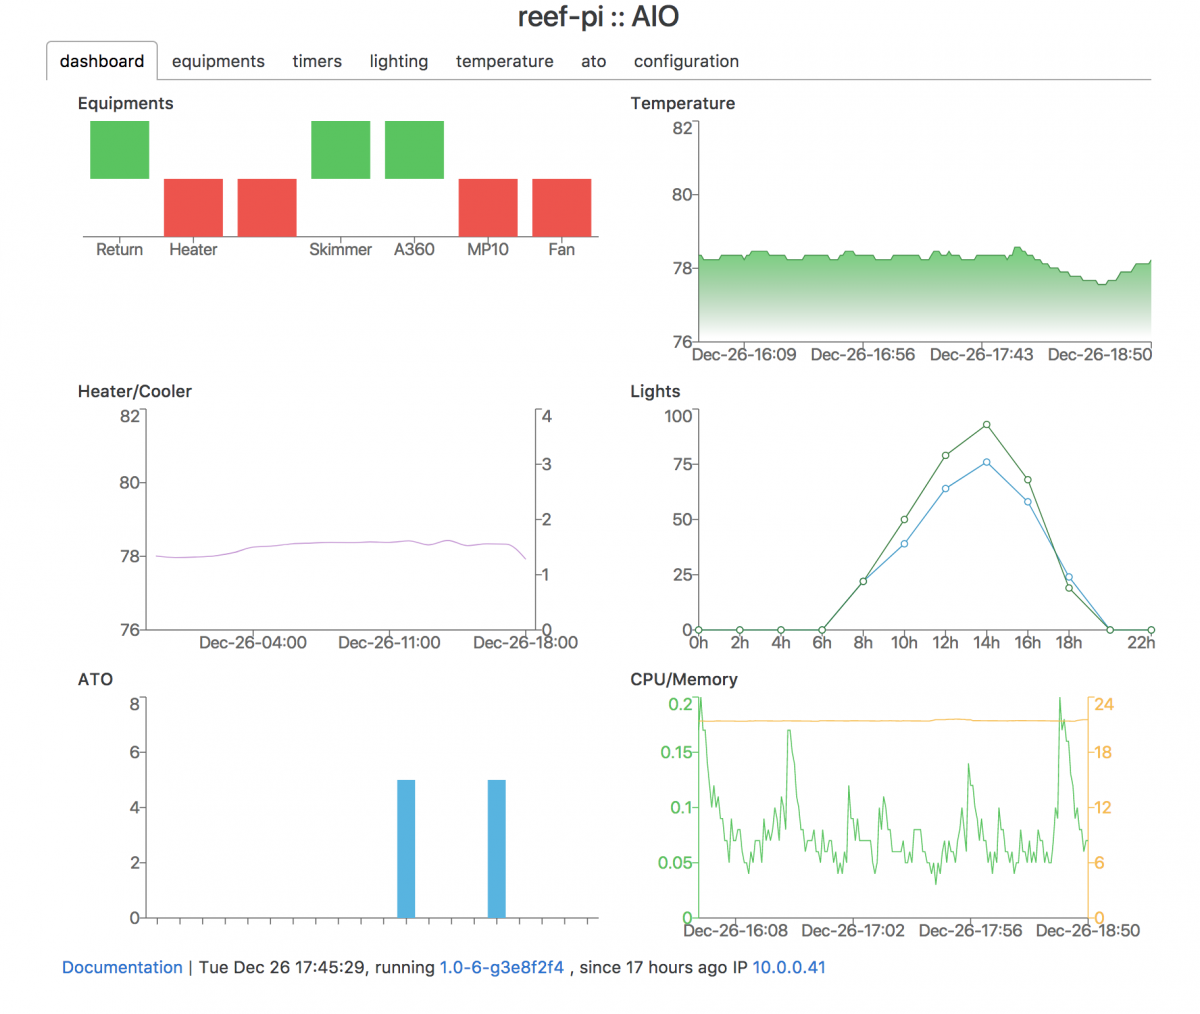 reef-pi :: AIO
dashboard equipments timers lighting temperature ato configuration
Equipments
Return Heater Skimmer A360 MP10 Fan
Temperature
82
80
78
76
Dec-26-16:09 Dec-26-16:56 Dec-26-17:43 Dec-26-18:50
Heater/Cooler
82
80
78
76
4
3
2
1
0
Dec-26-04:00 Dec-26-11:00 Dec-26-18:00
Lights
100
75
50
25
0
0h 2h 4h 6h 8h 10h 12h 14h 16h 18h 22h
ATO
8
6
4
2
0
CPU/Memory
0.2
0.15
0.1
0.05
0
24
18
12
6
0
Dec-26-16:08 Dec-26-17:02 Dec-26-17:56 Dec-26-18:50
Documentation | Tue Dec 26 17:45:29, running 1.0-6-g3e8f2f4 , since 17 hours ago IP 10.0.0.41